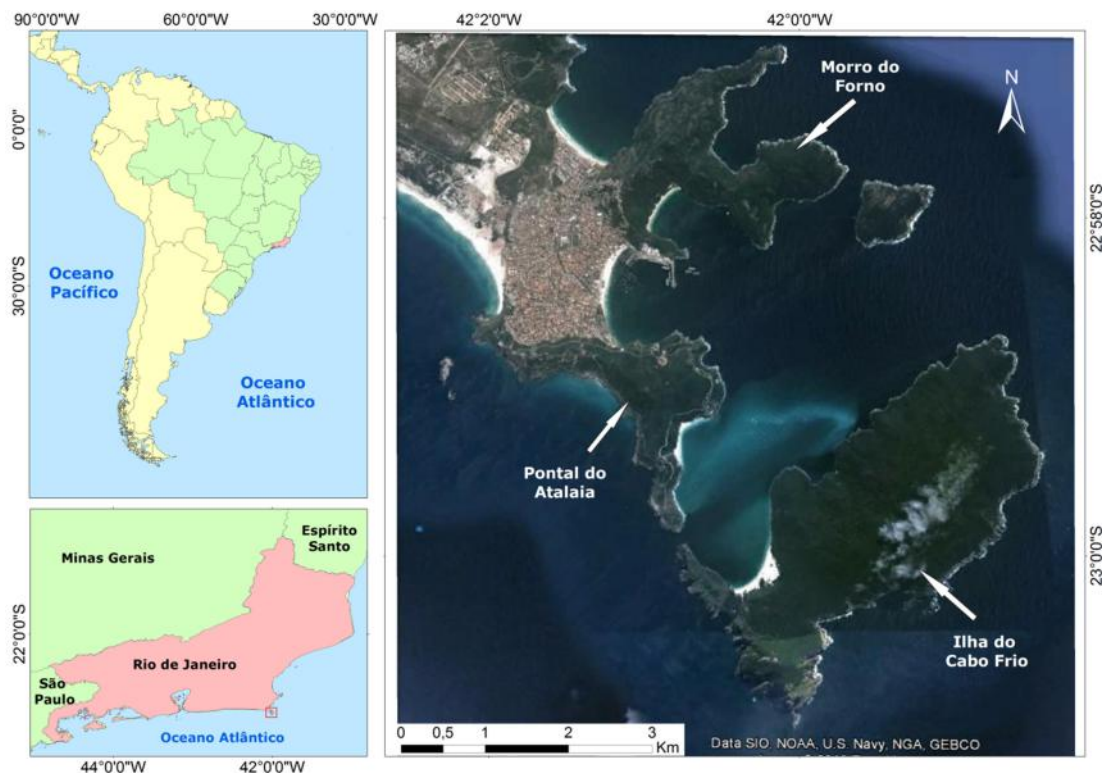 90°0'0"W
60°0'0"W
30°0'0"W
0°0'0"
30°0'0"S
Oceano
Pacífico
Oceano
Atlântico
Minas Gerais
Espírito
Santo
22°0'0"S
Rio de Janeiro
São
Paulo
Oceano Atlântico
44°0'0"W
42°0'0"W
42°2'0"W
42°0'0"W
Morro do
Forno
N
22°58'0"S
Pontal do
Atalaia
23°0'0"S
Ilha do
Cabo Frio
0 0,5 1 2 3
Km
Data SIO, NOAA, U.S. Navy, NGA, GEBCO